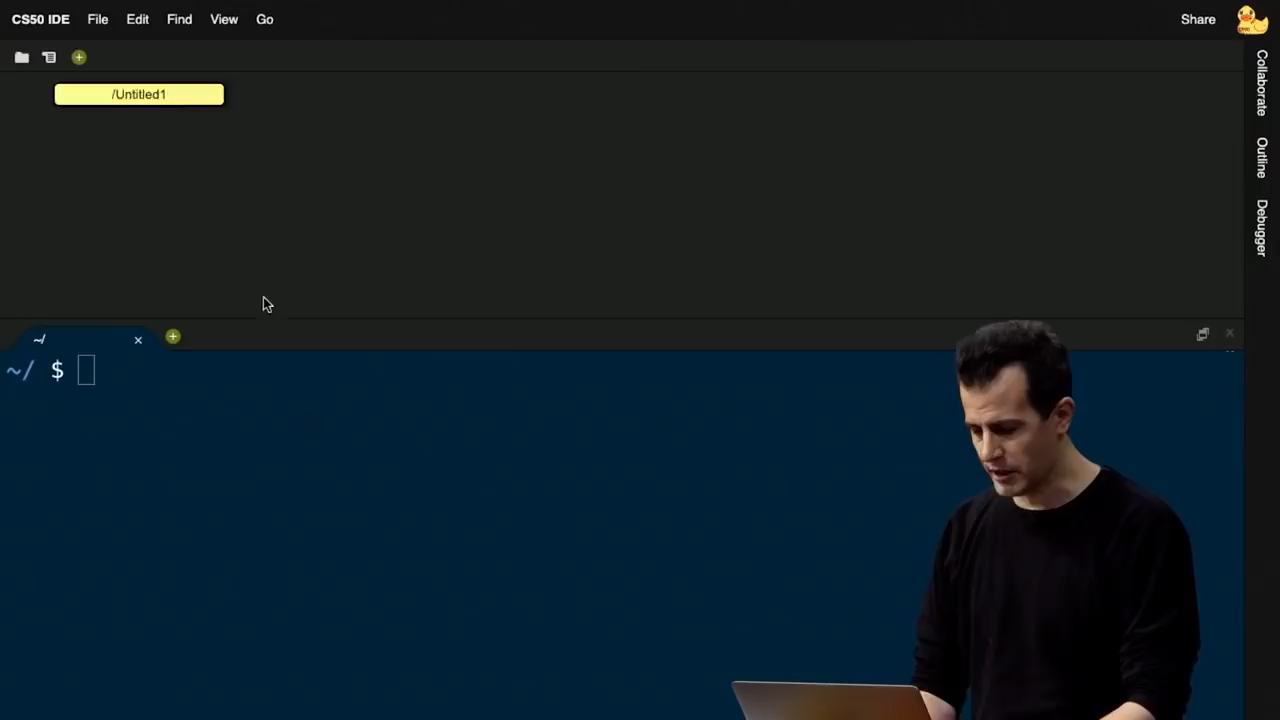 CS50 IDE File Edit Find View Go Share
/Untitled1
Collaborate
Outline
Debugger
~/
~/ $